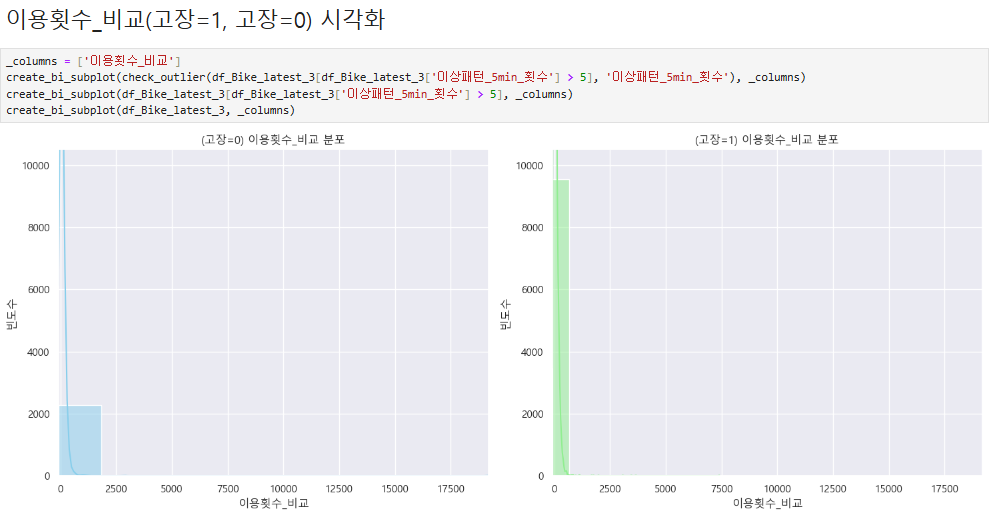 이용횟수_비교(고장=1, 고장=0) 시각화
_columns = ['이용횟수_비교']
create_bi_subplot(check_outlier(df_Bike_latest_3[df_Bike_latest_3['이상패턴_5min_횟수'] > 5], '이상패턴_5min_횟수'), _columns)
create_bi_subplot(df_Bike_latest_3[df_Bike_latest_3['이상패턴_5min_횟수'] > 5], _columns)
create_bi_subplot(df_Bike_latest_3, _columns)
(고장=0) 이용횟수_비교 분포
10000
8000
6000
4000
2000
0
빈도수
0 2500 5000 7500 10000 12500 15000 17500
이용횟수_비교
(고장=1) 이용횟수_비교 분포
10000
8000
6000
4000
2000
0
빈도수
0 2500 5000 7500 10000 12500 15000 17500
이용횟수_비교